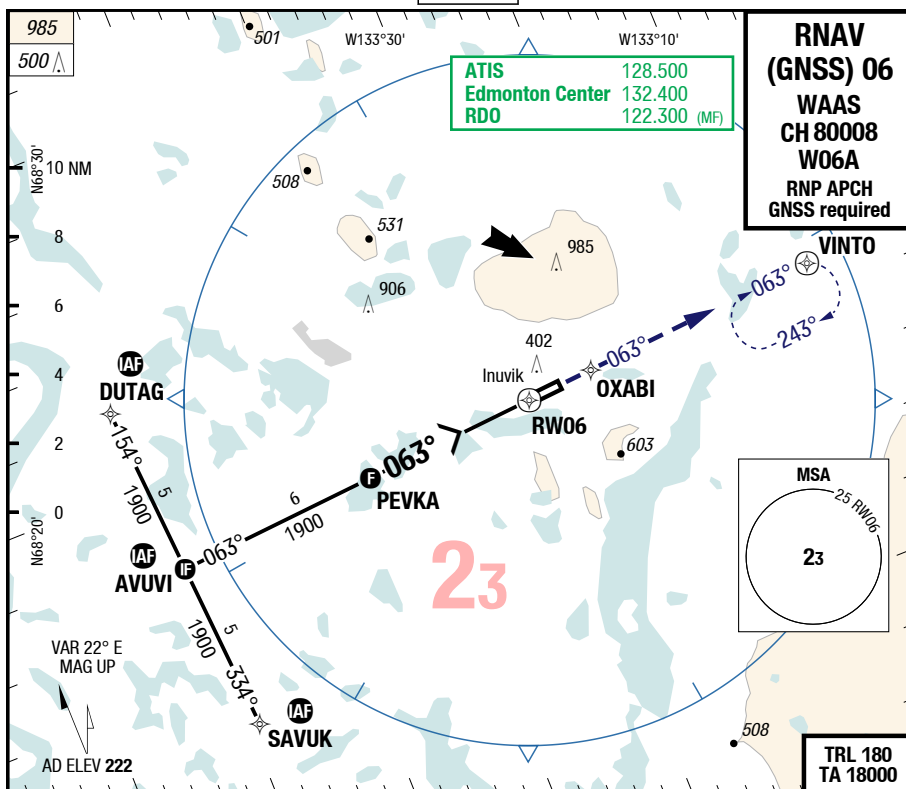 985
500
501
W133°30'
W133°10'
ATIS 128.500
Edmonton Center 132.400
RDO 122.300 (MF)
RNAV
(GNSS) 06
WAAS
CH 80008
W06A
RNP APCH
GNSS required
N68°30'
10 NM
508
531
8
985
VINTO
063°
906
6
243°
402
063°
IAF
DUTAG
4
Inuvik
OXABI
RW06
154°
2
063°
603
5
1900
F
PEVKA
6
1900
MSA
25 RW06
23
0
N68°20'
063°
IAF
AVUVI
IF
23
5
1900
VAR 22° E
MAG UP
334°
IAF
SAVUK
508
AD ELEV 222
TRL 180
TA 18000